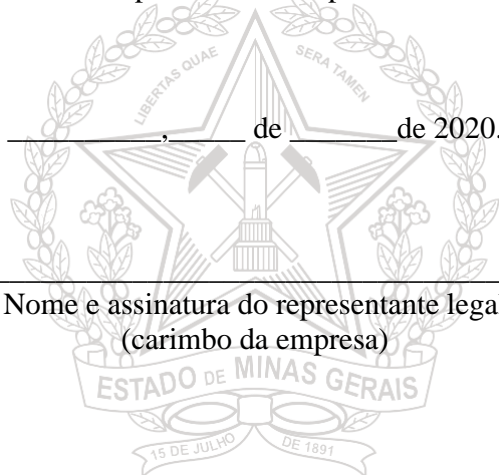 LIBERTAS QUAE SERA TAMEN
__________,_____ de _______de 2020.
Nome e assinatura do representante legal
(carimbo da empresa)
ESTADO DE MINAS GERAIS
15 DE JULHO DE 1891